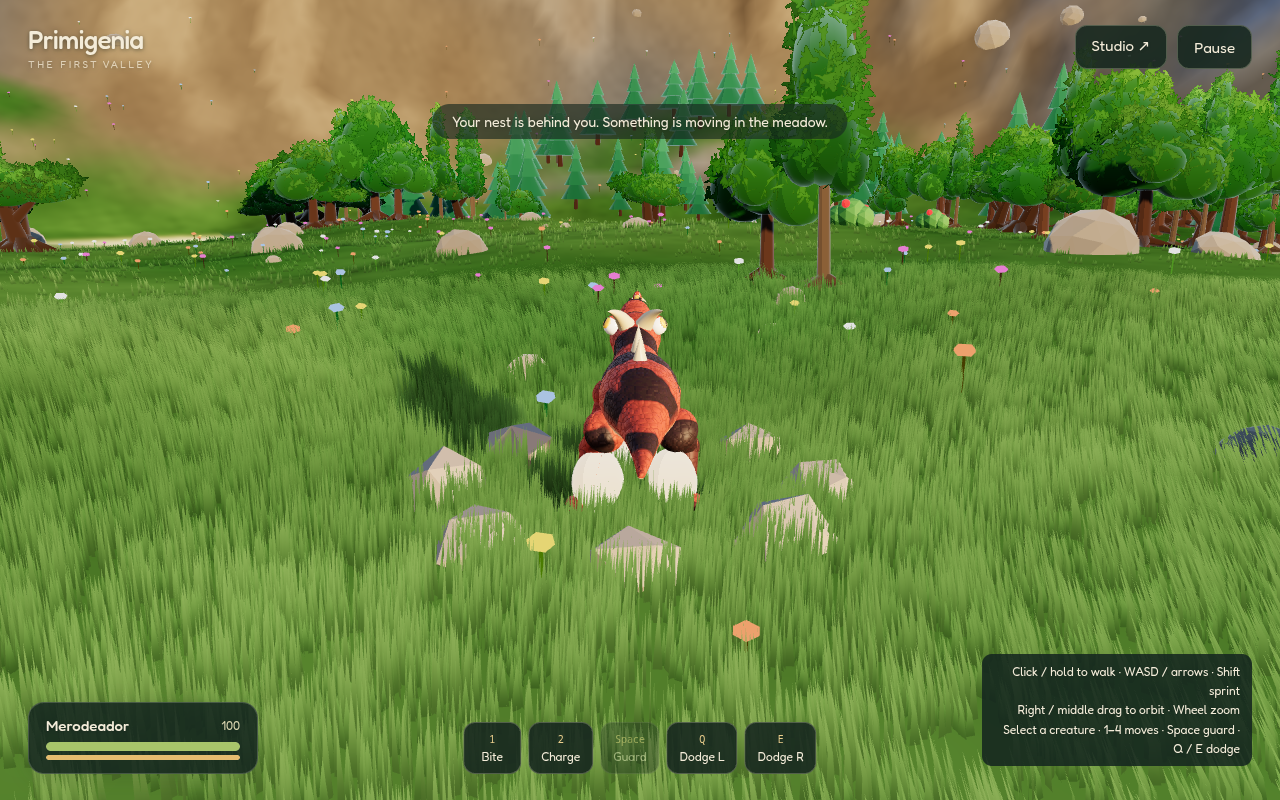 Primigenia
THE FIRST VALLEY
Studio ↗
Pause
Your nest is behind you. Something is moving in the meadow.
Merodeador 100
1
Bite
2
Charge
Space
Guard
Q
Dodge L
E
Dodge R
Click / hold to walk · WASD / arrows · Shift
sprint
Right / middle drag to orbit · Wheel zoom
Select a creature · 1–4 moves · Space guard ·
Q / E dodge